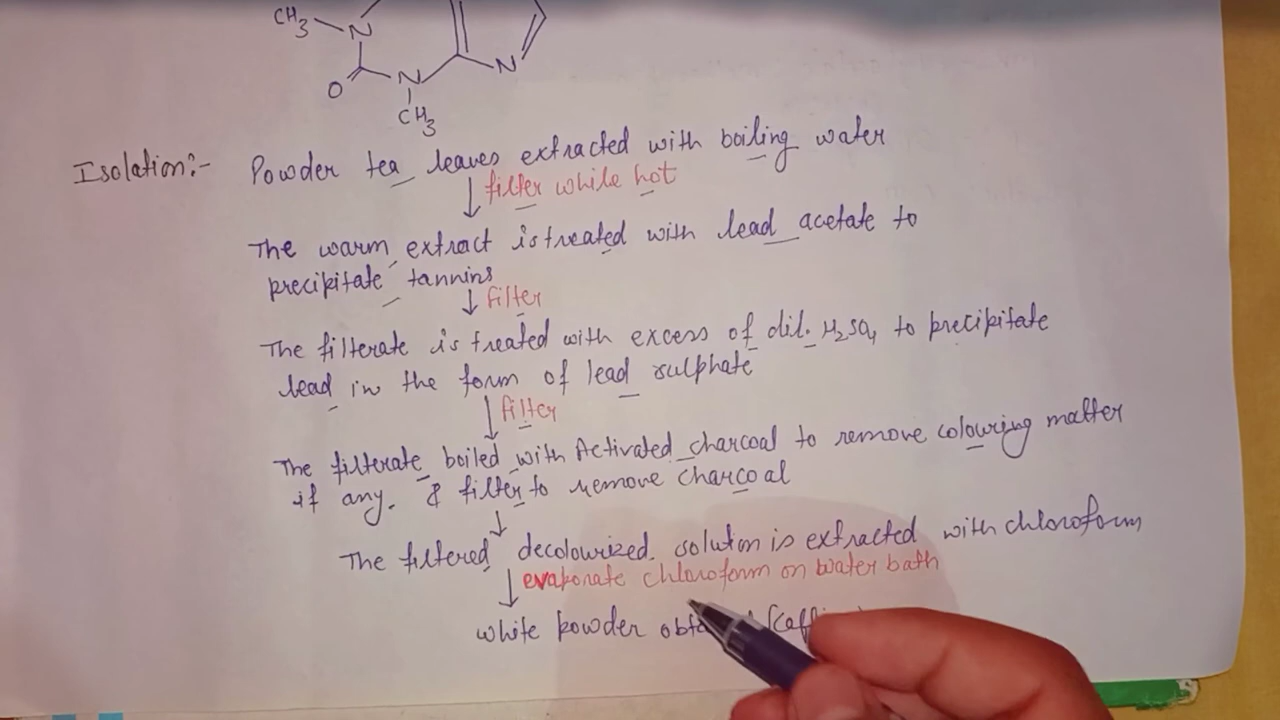 CH3
N
O
N
N
CH3
Isolation:- Powder tea leaves extracted with boiling water
filter while hot
The warm extract is treated with lead acetate to
precipitate tannins
filter
The filterate is treated with excess of dil. H2SO4 to precipitate
lead in the form of lead sulphate
filter
The filterate boiled with Activated charcoal to remove colouring matter
if any. & filter to remove charcoal
The filtered decolourized. solution is extracted with chloroform
evaporate chloroform on water bath
white powder